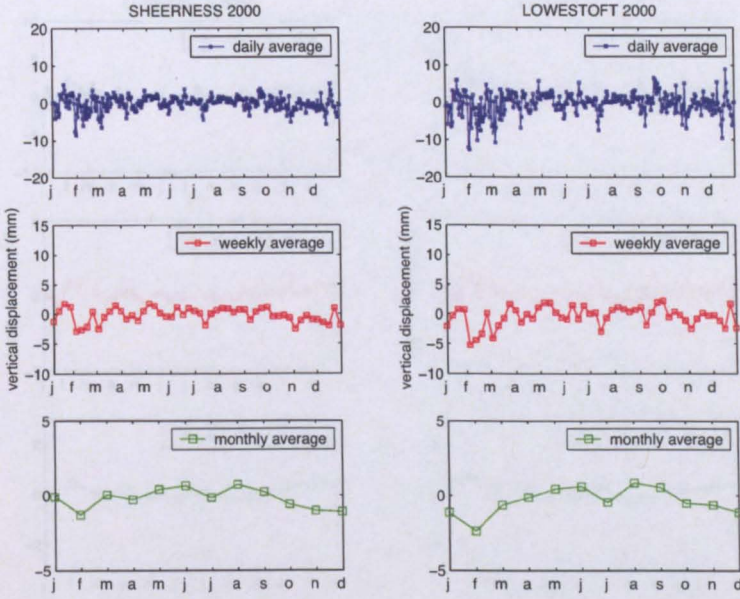 SHEERNESS 2000
20
10
0
−10
−20
daily average
j f m a m j j a s o n d
LOWESTOFT 2000
20
10
0
−10
−20
daily average
j f m a m j j a s o n d
vertical displacement (mm)
15
10
5
0
−5
−10
weekly average
j f m a m j j a s o n d
vertical displacement (mm)
15
10
5
0
−5
−10
weekly average
j f m a m j j a s o n d
5
0
−5
monthly average
j f m a m j j a s o n d
5
0
−5
monthly average
j f m a m j j a s o n d